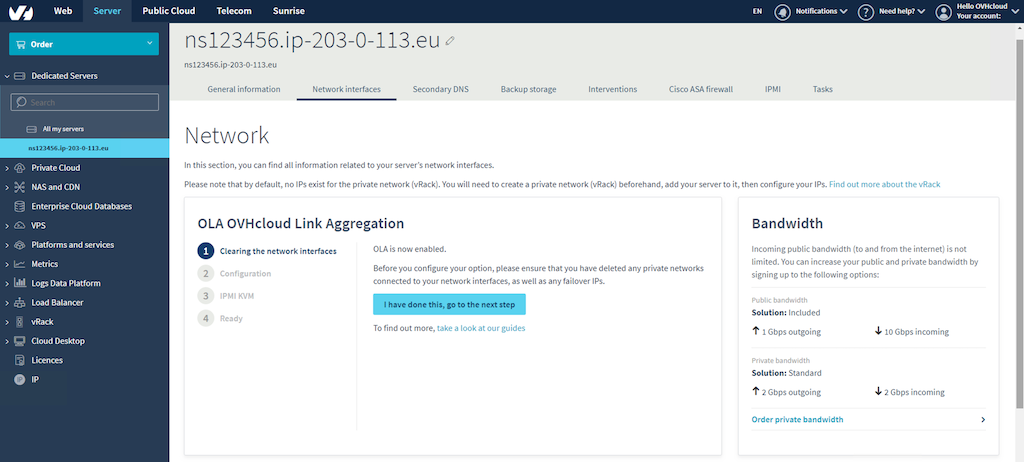 Web Server Public Cloud Telecom Sunrise EN Notifications Need help? Hello OVHcloud
Your account:
Order
Dedicated Servers
Search
All my servers
ns123456.ip-203-0-113.eu
Private Cloud
NAS and CDN
Enterprise Cloud Databases
VPS
Platforms and services
Metrics
Logs Data Platform
Load Balancer
vRack
Cloud Desktop
Licences
IP
ns123456.ip-203-0-113.eu
ns123456.ip-203-0-113.eu
General information Network interfaces Secondary DNS Backup storage Interventions Cisco ASA firewall IPMI Tasks
Network
In this section, you can find all information related to your server's network interfaces.
Please note that by default, no IPs exist for the private network (vRack). You will need to create a private network (vRack) beforehand, add your server to it, then configure your IPs. Find out more about the vRack
OLA OVHcloud Link Aggregation
1 Clearing the network interfaces
2 Configuration
3 IPMI KVM
4 Ready
OLA is now enabled.
Before you configure your option, please ensure that you have deleted any private networks
connected to your network interfaces, as well as any failover IPs.
I have done this, go to the next step
To find out more, take a look at our guides
Bandwidth
Incoming public bandwidth (to and from the internet) is not
limited. You can increase your public and private bandwidth by
signing up to the following options:
Public bandwidth
Solution: Included
1 Gbps outgoing 10 Gbps incoming
Private bandwidth
Solution: Standard
2 Gbps outgoing 2 Gbps incoming
Order private bandwidth